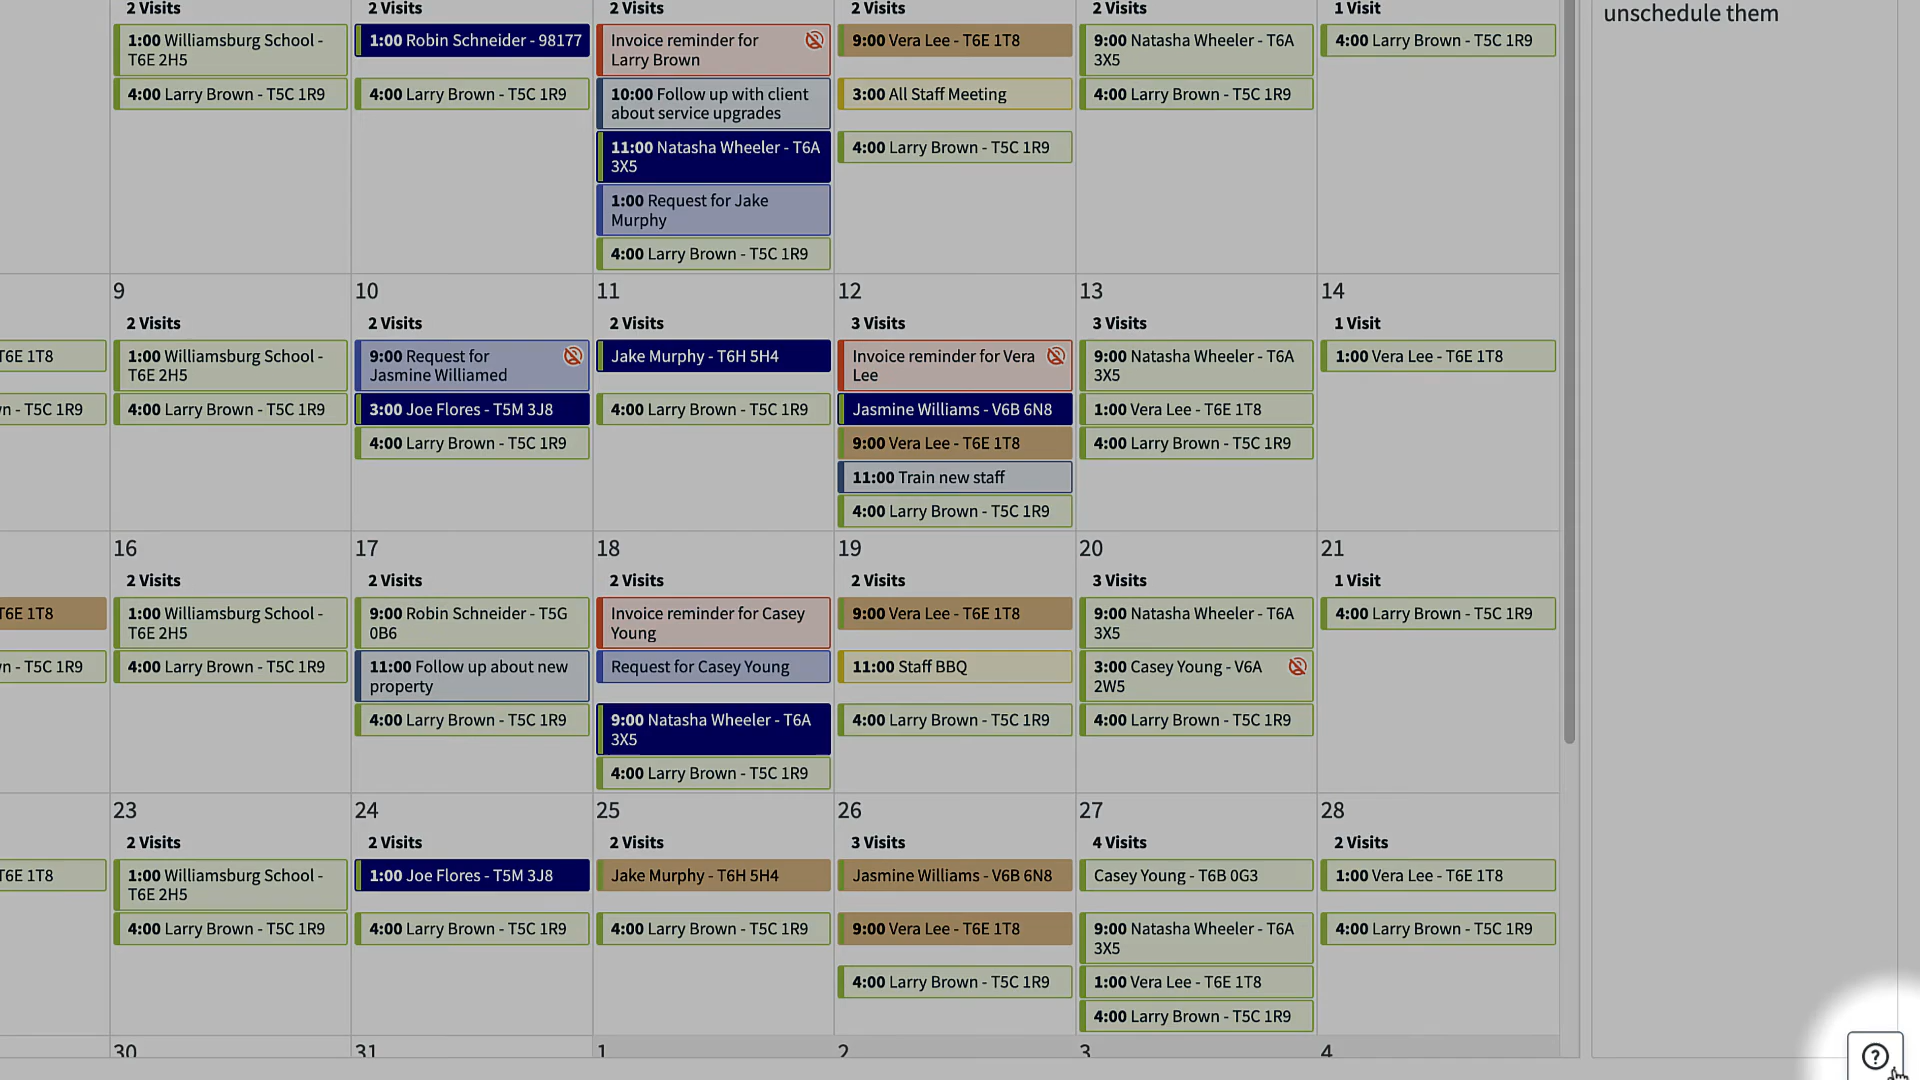 unschedule them
2 Visits 2 Visits 2 Visits 2 Visits 2 Visits 1 Visit
1:00 Williamsburg School -
T6E 2H5
4:00 Larry Brown - T5C 1R9
1:00 Robin Schneider - 98177
4:00 Larry Brown - T5C 1R9
Invoice reminder for
Larry Brown
10:00 Follow up with client
about service upgrades
11:00 Natasha Wheeler - T6A
3X5
1:00 Request for Jake
Murphy
4:00 Larry Brown - T5C 1R9
9:00 Vera Lee - T6E 1T8
3:00 All Staff Meeting
4:00 Larry Brown - T5C 1R9
9:00 Natasha Wheeler - T6A
3X5
4:00 Larry Brown - T5C 1R9
4:00 Larry Brown - T5C 1R9
T6E 1T8
n - T5C 1R9
9
2 Visits
1:00 Williamsburg School -
T6E 2H5
4:00 Larry Brown - T5C 1R9
10
2 Visits
9:00 Request for
Jasmine Williamed
3:00 Joe Flores - T5M 3J8
4:00 Larry Brown - T5C 1R9
11
2 Visits
Jake Murphy - T6H 5H4
4:00 Larry Brown - T5C 1R9
12
3 Visits
Invoice reminder for Vera
Lee
Jasmine Williams - V6B 6N8
9:00 Vera Lee - T6E 1T8
11:00 Train new staff
4:00 Larry Brown - T5C 1R9
13
3 Visits
9:00 Natasha Wheeler - T6A
3X5
1:00 Vera Lee - T6E 1T8
4:00 Larry Brown - T5C 1R9
14
1 Visit
1:00 Vera Lee - T6E 1T8
T6E 1T8
n - T5C 1R9
16
2 Visits
1:00 Williamsburg School -
T6E 2H5
4:00 Larry Brown - T5C 1R9
17
2 Visits
9:00 Robin Schneider - T5G
0B6
11:00 Follow up about new
property
4:00 Larry Brown - T5C 1R9
18
2 Visits
Invoice reminder for Casey
Young
Request for Casey Young
9:00 Natasha Wheeler - T6A
3X5
4:00 Larry Brown - T5C 1R9
19
2 Visits
9:00 Vera Lee - T6E 1T8
11:00 Staff BBQ
4:00 Larry Brown - T5C 1R9
20
3 Visits
9:00 Natasha Wheeler - T6A
3X5
3:00 Casey Young - V6A
2W5
4:00 Larry Brown - T5C 1R9
21
1 Visit
4:00 Larry Brown - T5C 1R9
T6E 1T8
23
2 Visits
1:00 Williamsburg School -
T6E 2H5
4:00 Larry Brown - T5C 1R9
24
2 Visits
1:00 Joe Flores - T5M 3J8
4:00 Larry Brown - T5C 1R9
25
2 Visits
Jake Murphy - T6H 5H4
4:00 Larry Brown - T5C 1R9
26
3 Visits
Jasmine Williams - V6B 6N8
9:00 Vera Lee - T6E 1T8
4:00 Larry Brown - T5C 1R9
27
4 Visits
Casey Young - T6B 0G3
9:00 Natasha Wheeler - T6A
3X5
1:00 Vera Lee - T6E 1T8
4:00 Larry Brown - T5C 1R9
28
2 Visits
1:00 Vera Lee - T6E 1T8
4:00 Larry Brown - T5C 1R9
30 31 1 2 3 4
?